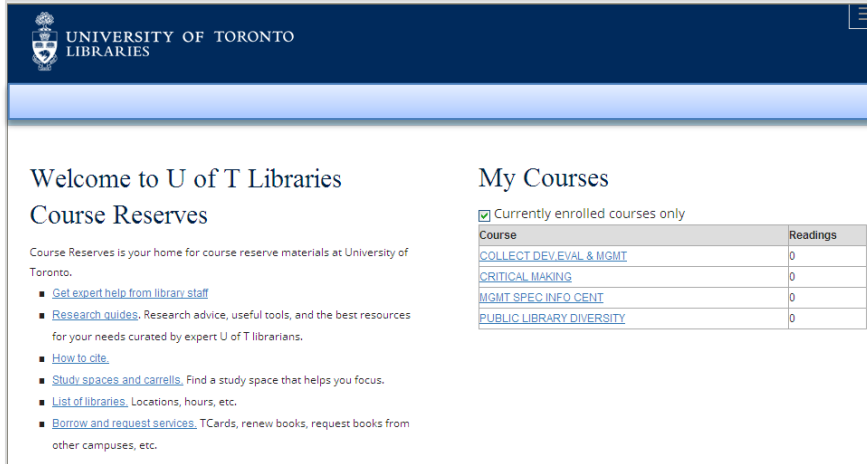 UNIVERSITY OF TORONTO
LIBRARIES
Welcome to U of T Libraries
Course Reserves
Course Reserves is your home for course reserve materials at University of
Toronto.
Get expert help from library staff
Research guides. Research advice, useful tools, and the best resources
for your needs curated by expert U of T librarians.
How to cite.
Study spaces and carrells. Find a study space that helps you focus.
List of libraries. Locations, hours, etc.
Borrow and request services. TCards, renew books, request books from
other campuses, etc.
My Courses
Currently enrolled courses only
Course Readings
COLLECT DEV,EVAL & MGMT 0
CRITICAL MAKING 0
MGMT SPEC INFO CENT 0
PUBLIC LIBRARY DIVERSITY 0